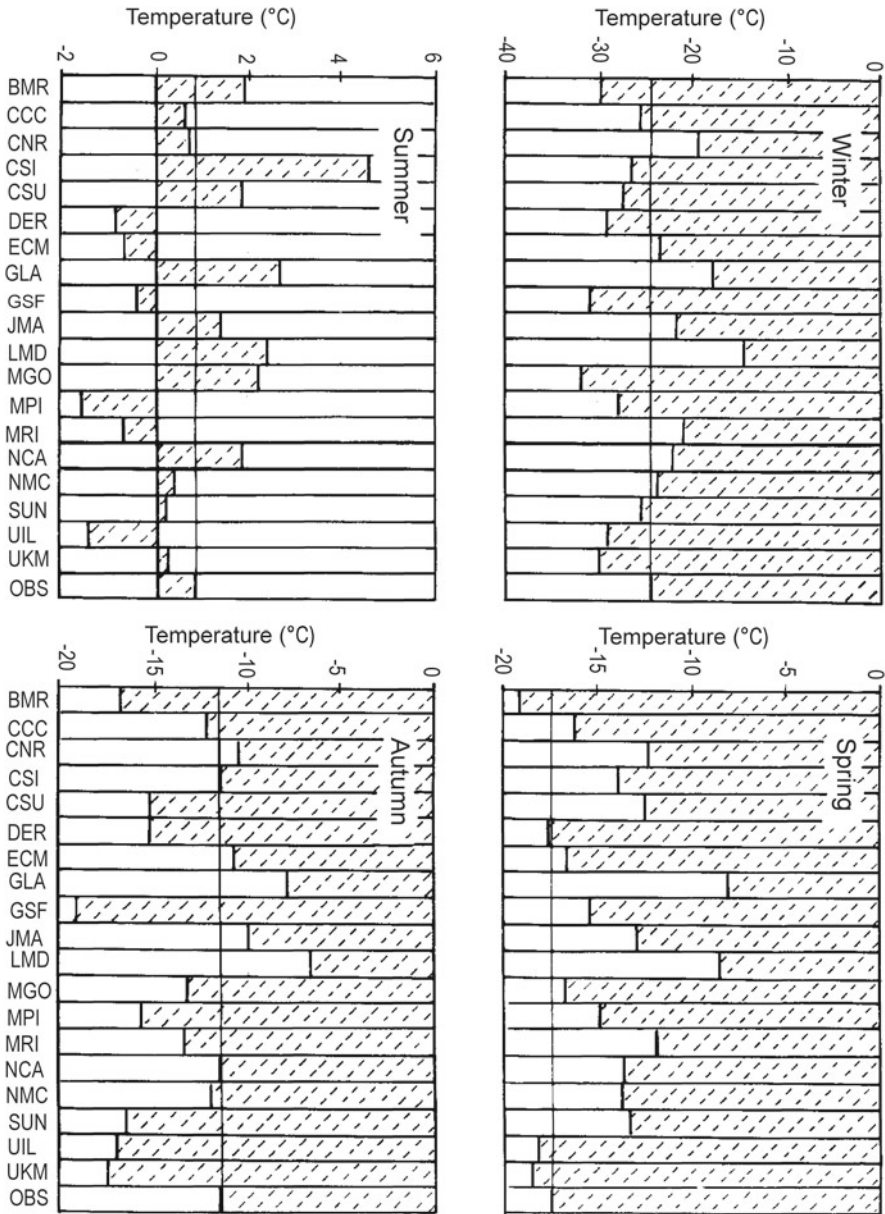 Temperature (°C)
-2 0 2 4 6
Summer
BMR
CCC
CNR
CSI
CSU
DER
ECM
GLA
GSF
JMA
LMD
MGO
MPI
MRI
NCA
NMC
SUN
UIL
UKM
OBS
Temperature (°C)
-40 -30 -20 -10 0
Winter
Temperature (°C)
-20 -15 -10 -5 0
Autumn
BMR
CCC
CNR
CSI
CSU
DER
ECM
GLA
GSF
JMA
LMD
MGO
MPI
MRI
NCA
NMC
SUN
UIL
UKM
OBS
Temperature (°C)
-20 -15 -10 -5 0
Spring